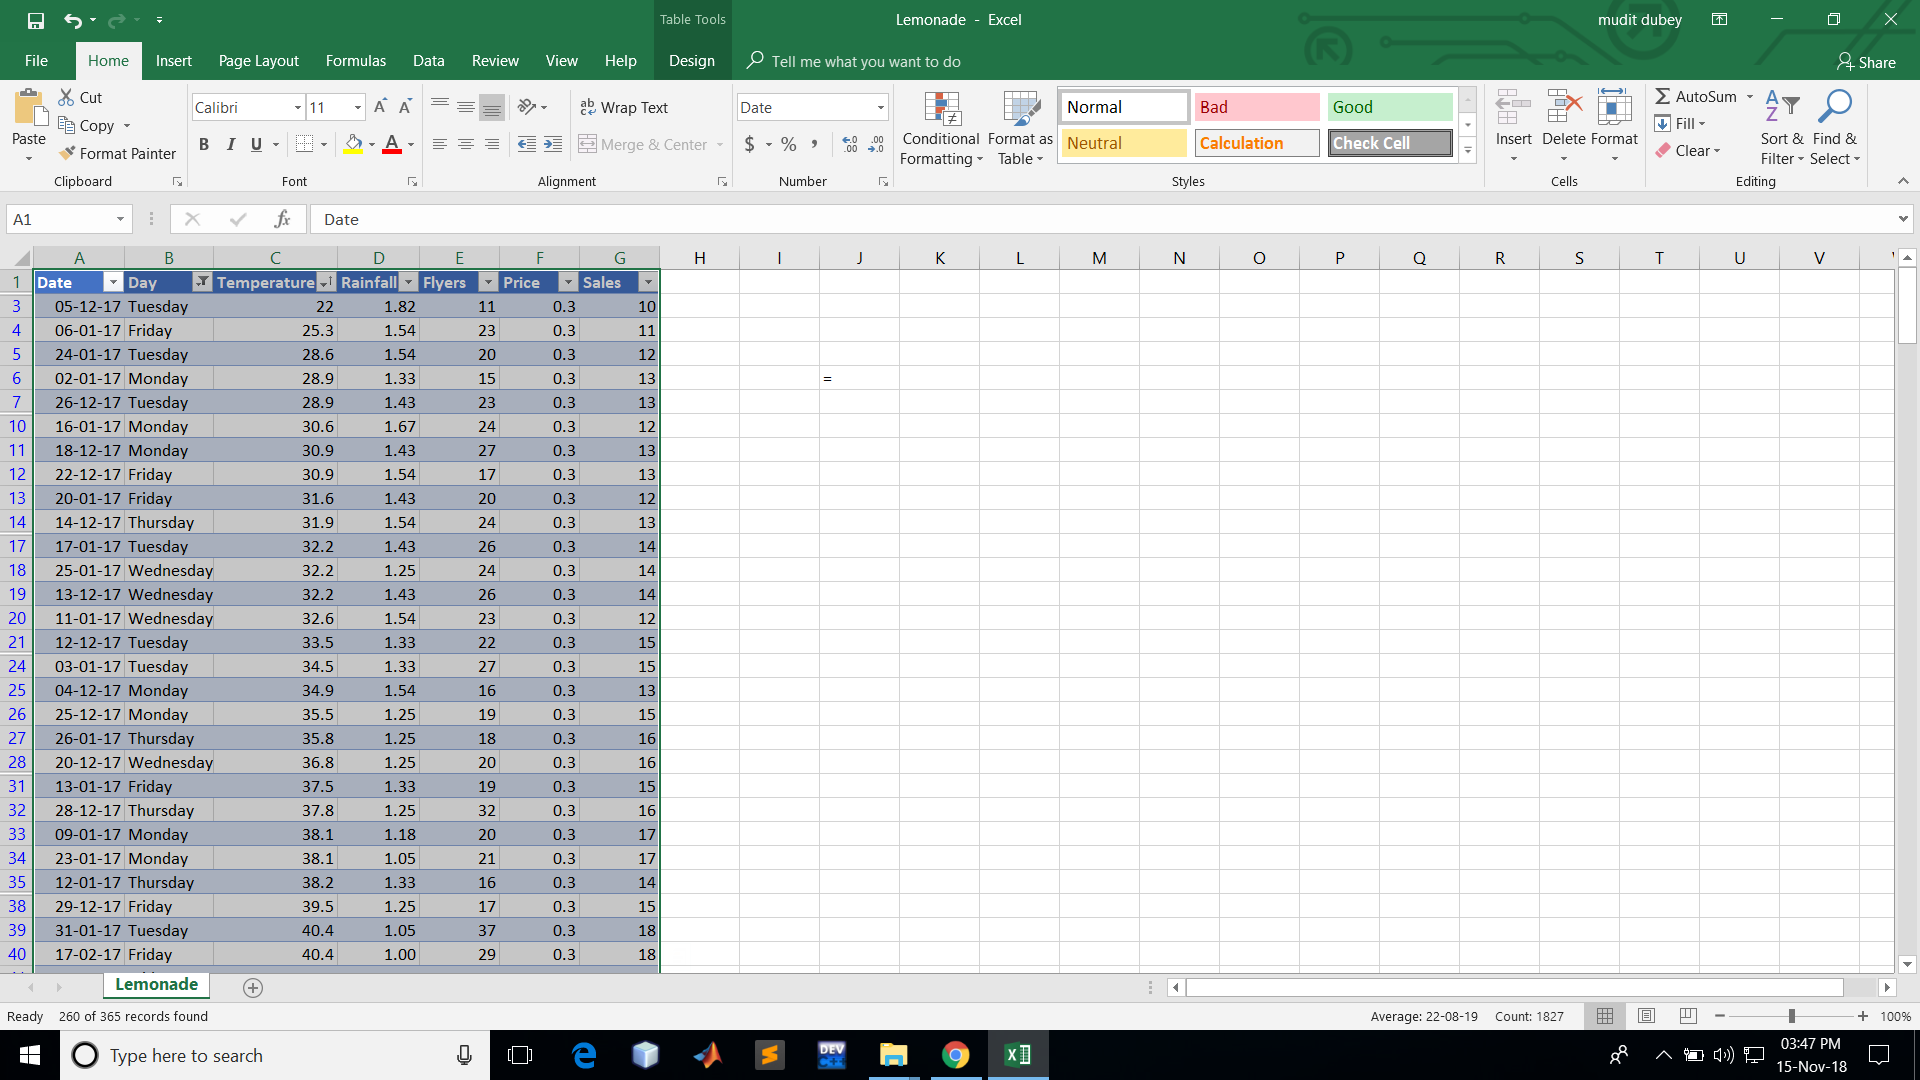 Table Tools
Lemonade - Excel
mudit dubey
File Home Insert Page Layout Formulas Data Review View Help Design Tell me what you want to do Share
Paste
Cut
Copy
Format Painter
Clipboard
Calibri 11
B I U A
Font
Wrap Text
Merge & Center
Alignment
Date
$ % , .00 .0
Number
Conditional Formatting
Format as Table
Normal Bad Good
Neutral Calculation Check Cell
Styles
Insert Delete Format
Cells
AutoSum
Fill
Clear
Sort & Filter
Find & Select
Editing
A1 fx Date
A B C D E F G H I J K L M N O P Q R S T U V
1 Date Day Temperature Rainfall Flyers Price Sales
3 05-12-17 Tuesday 22 1.82 11 0.3 10
4 06-01-17 Friday 25.3 1.54 23 0.3 11
5 24-01-17 Tuesday 28.6 1.54 20 0.3 12
6 02-01-17 Monday 28.9 1.33 15 0.3 13 =
7 26-12-17 Tuesday 28.9 1.43 23 0.3 13
10 16-01-17 Monday 30.6 1.67 24 0.3 12
11 18-12-17 Monday 30.9 1.43 27 0.3 13
12 22-12-17 Friday 30.9 1.54 17 0.3 13
13 20-01-17 Friday 31.6 1.43 20 0.3 12
14 14-12-17 Thursday 31.9 1.54 24 0.3 13
17 17-01-17 Tuesday 32.2 1.43 26 0.3 14
18 25-01-17 Wednesday 32.2 1.25 24 0.3 14
19 13-12-17 Wednesday 32.2 1.43 26 0.3 14
20 11-01-17 Wednesday 32.6 1.54 23 0.3 12
21 12-12-17 Tuesday 33.5 1.33 22 0.3 15
24 03-01-17 Tuesday 34.5 1.33 27 0.3 15
25 04-12-17 Monday 34.9 1.54 16 0.3 13
26 25-12-17 Monday 35.5 1.25 19 0.3 15
27 26-01-17 Thursday 35.8 1.25 18 0.3 16
28 20-12-17 Wednesday 36.8 1.25 20 0.3 16
31 13-01-17 Friday 37.5 1.33 19 0.3 15
32 28-12-17 Thursday 37.8 1.25 32 0.3 16
33 09-01-17 Monday 38.1 1.18 20 0.3 17
34 23-01-17 Monday 38.1 1.05 21 0.3 17
35 12-01-17 Thursday 38.2 1.33 16 0.3 14
38 29-12-17 Friday 39.5 1.25 17 0.3 15
39 31-01-17 Tuesday 40.4 1.05 37 0.3 18
40 17-02-17 Friday 40.4 1.00 29 0.3 18
Lemonade
Ready 260 of 365 records found Average: 22-08-19 Count: 1827 100%
Type here to search
DEV C++
03:47 PM
15-Nov-18